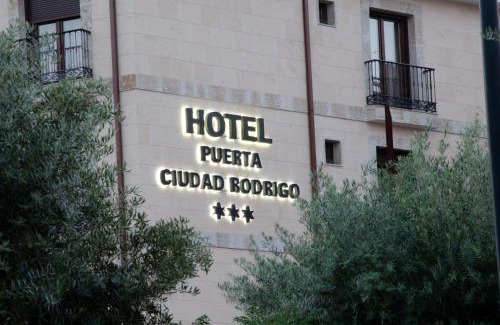 HOTEL
PUERTA
CIUDAD RODRIGO
***